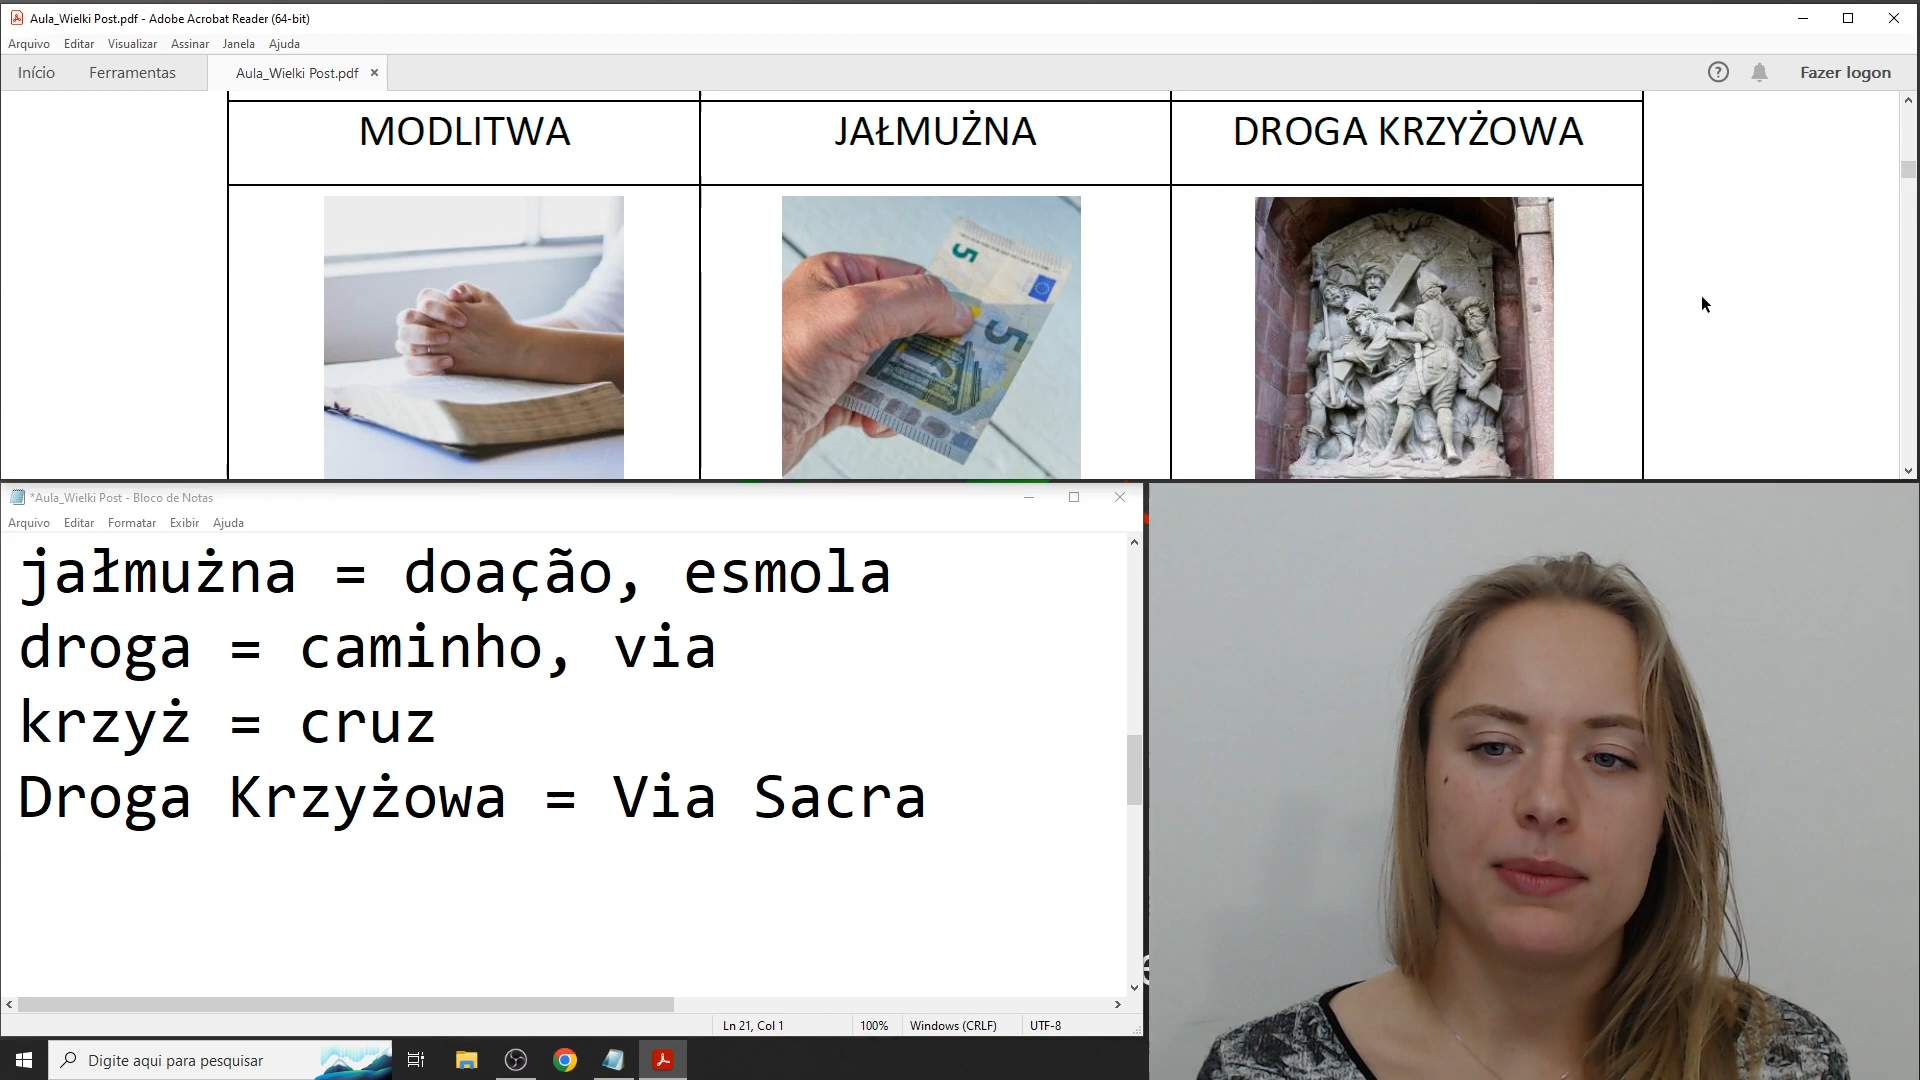 Aula_Wielki Post.pdf - Adobe Acrobat Reader (64-bit)
Arquivo Editar Visualizar Assinar Janela Ajuda
Início Ferramentas Aula_Wielki Post.pdf × ? Fazer logon
MODLITWA JAŁMUŻNA DROGA KRZYŻOWA
5
5
*Aula_Wielki Post - Bloco de Notas
Arquivo Editar Formatar Exibir Ajuda
jałmużna = doação, esmola
droga = caminho, via
krzyż = cruz
Droga Krzyżowa = Via Sacra
Ln 21, Col 1 100% Windows (CRLF) UTF-8
Digite aqui para pesquisar